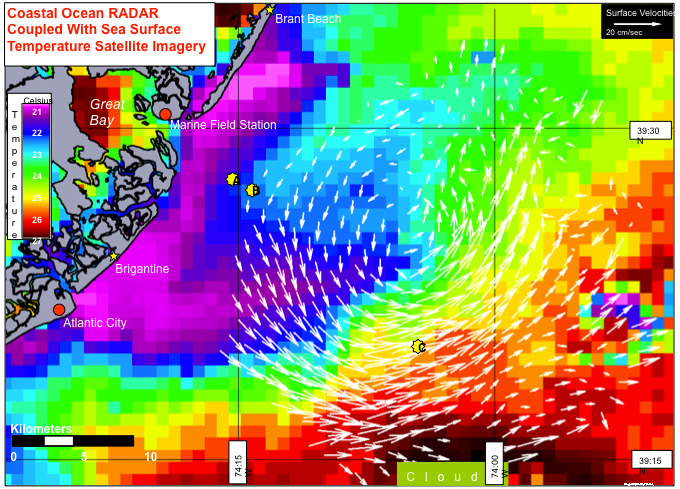 Coastal Ocean RADAR
Coupled With Sea Surface
Temperature Satellite Imagery
Brant Beach
Surface Velocities
20 cm/sec
Celsius
Temperature
21
22
23
24
25
26
27
Great
Bay
Marine Field Station
39:30
N
A
B
Brigantine
Atlantic City
C
Kilometers
0 5 10
74:15
W
74:00
W
39:15
N
Cloud